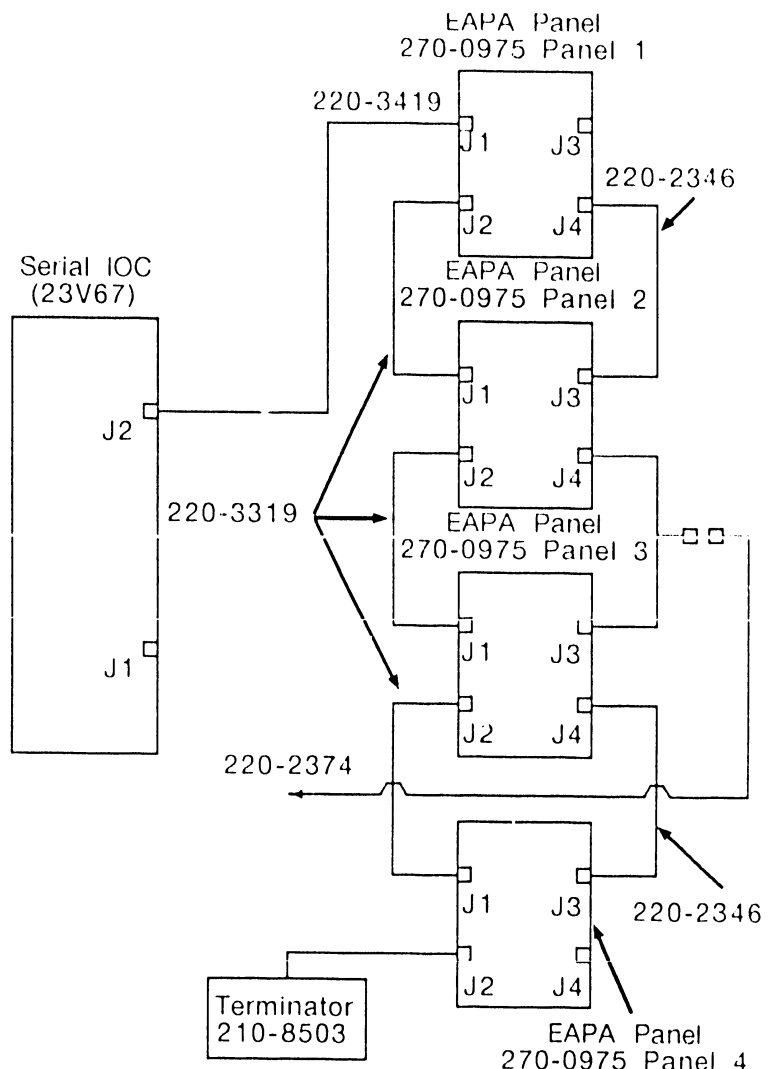 EAPA Panel
270-0975 Panel 1
220-3419
J1
J3
220-2346
J2
J4
EAPA Panel
270-0975 Panel 2
Serial IOC
(23V67)
J1
J3
J2
J2
J4
220-3319
EAPA Panel
270-0975 Panel 3
J1
J1
J3
J2
J4
220-2374
J1
J3
220-2346
J2
J4
Terminator
210-8503
EAPA Panel
270-0975 Panel 4